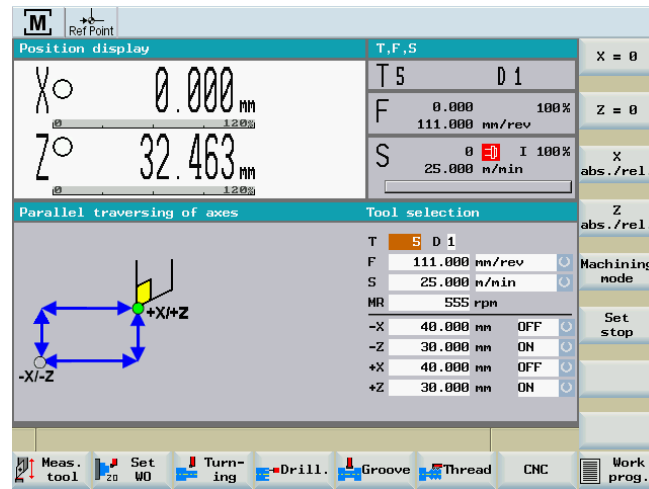 M
Ref Point
Position display
T,F,S
X 0.000 mm
0 120%
Z 32.463 mm
0 120%
T 5 D 1
F 0.000 100%
111.000 mm/rev
S 0 I 100%
25.000 m/min
X = 0
Z = 0
X
abs./rel.
Z
abs./rel.
Machining
mode
Set
stop
Parallel traversing of axes
+X/+Z
-X/-Z
Tool selection
T 5 D 1
F 111.000 mm/rev
S 25.000 m/min
MR 555 rpm
-X 40.000 mm OFF
-Z 30.000 mm ON
+X 40.000 mm OFF
+Z 30.000 mm ON
Meas.
tool
Z0
Set
WO
Turn-
ing
Drill.
Groove
Thread
CNC
Work
prog.